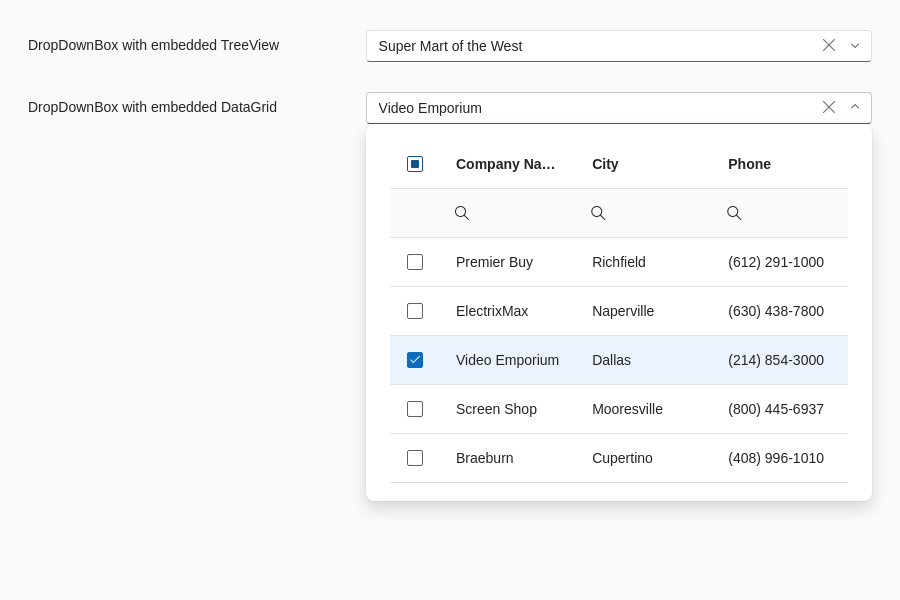 DropDownBox with embedded TreeView
Super Mart of the West
DropDownBox with embedded DataGrid
Video Emporium
Company Na… City Phone
Premier Buy Richfield (612) 291-1000
ElectrixMax Naperville (630) 438-7800
Video Emporium Dallas (214) 854-3000
Screen Shop Mooresville (800) 445-6937
Braeburn Cupertino (408) 996-1010